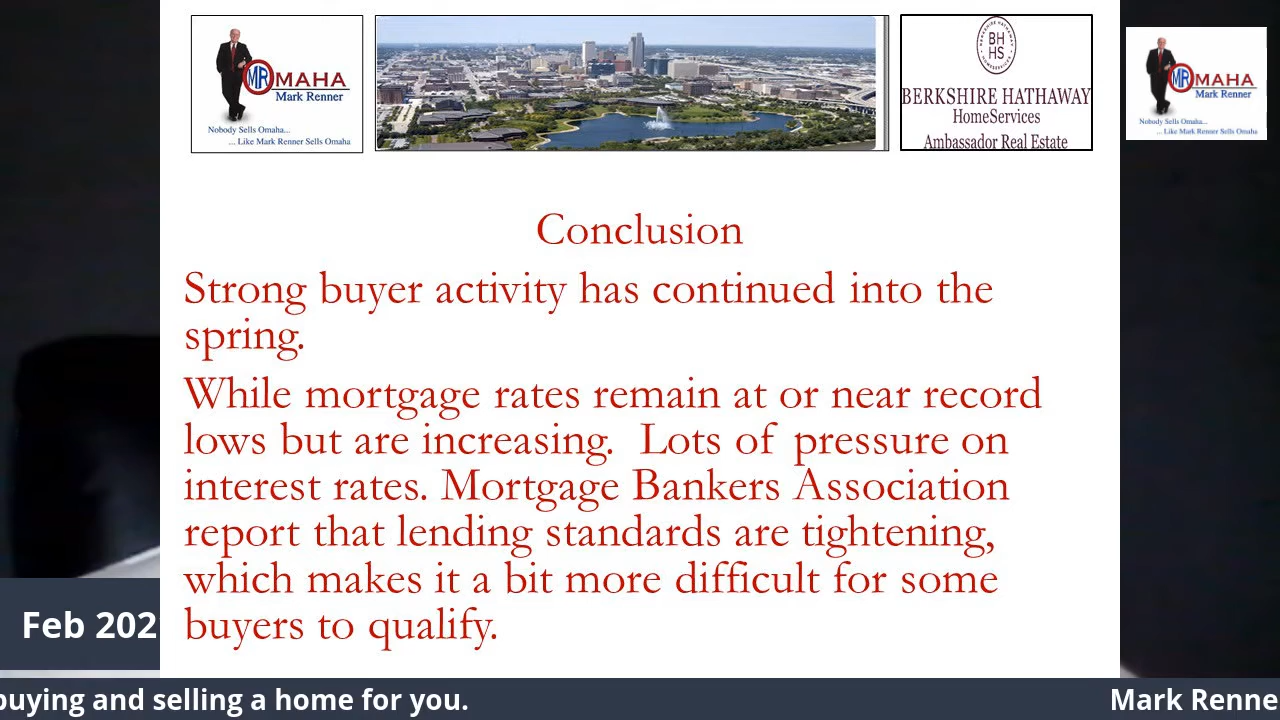 MR MAHA
Mark Renner
Nobody Sells Omaha...
... Like Mark Renner Sells Omaha
BERKSHIRE HATHAWAY HOMESERVICES
BH
HS
BERKSHIRE HATHAWAY
HomeServices
Ambassador Real Estate
MR MAHA
Mark Renner
Nobody Sells Omaha...
... Like Mark Renner Sells Omaha
Conclusion
Strong buyer activity has continued into the
spring.
While mortgage rates remain at or near record
lows but are increasing.  Lots of pressure on
interest rates. Mortgage Bankers Association
report that lending standards are tightening,
which makes it a bit more difficult for some
buyers to qualify.
Feb 202
buying and selling a home for you.
Mark Renne